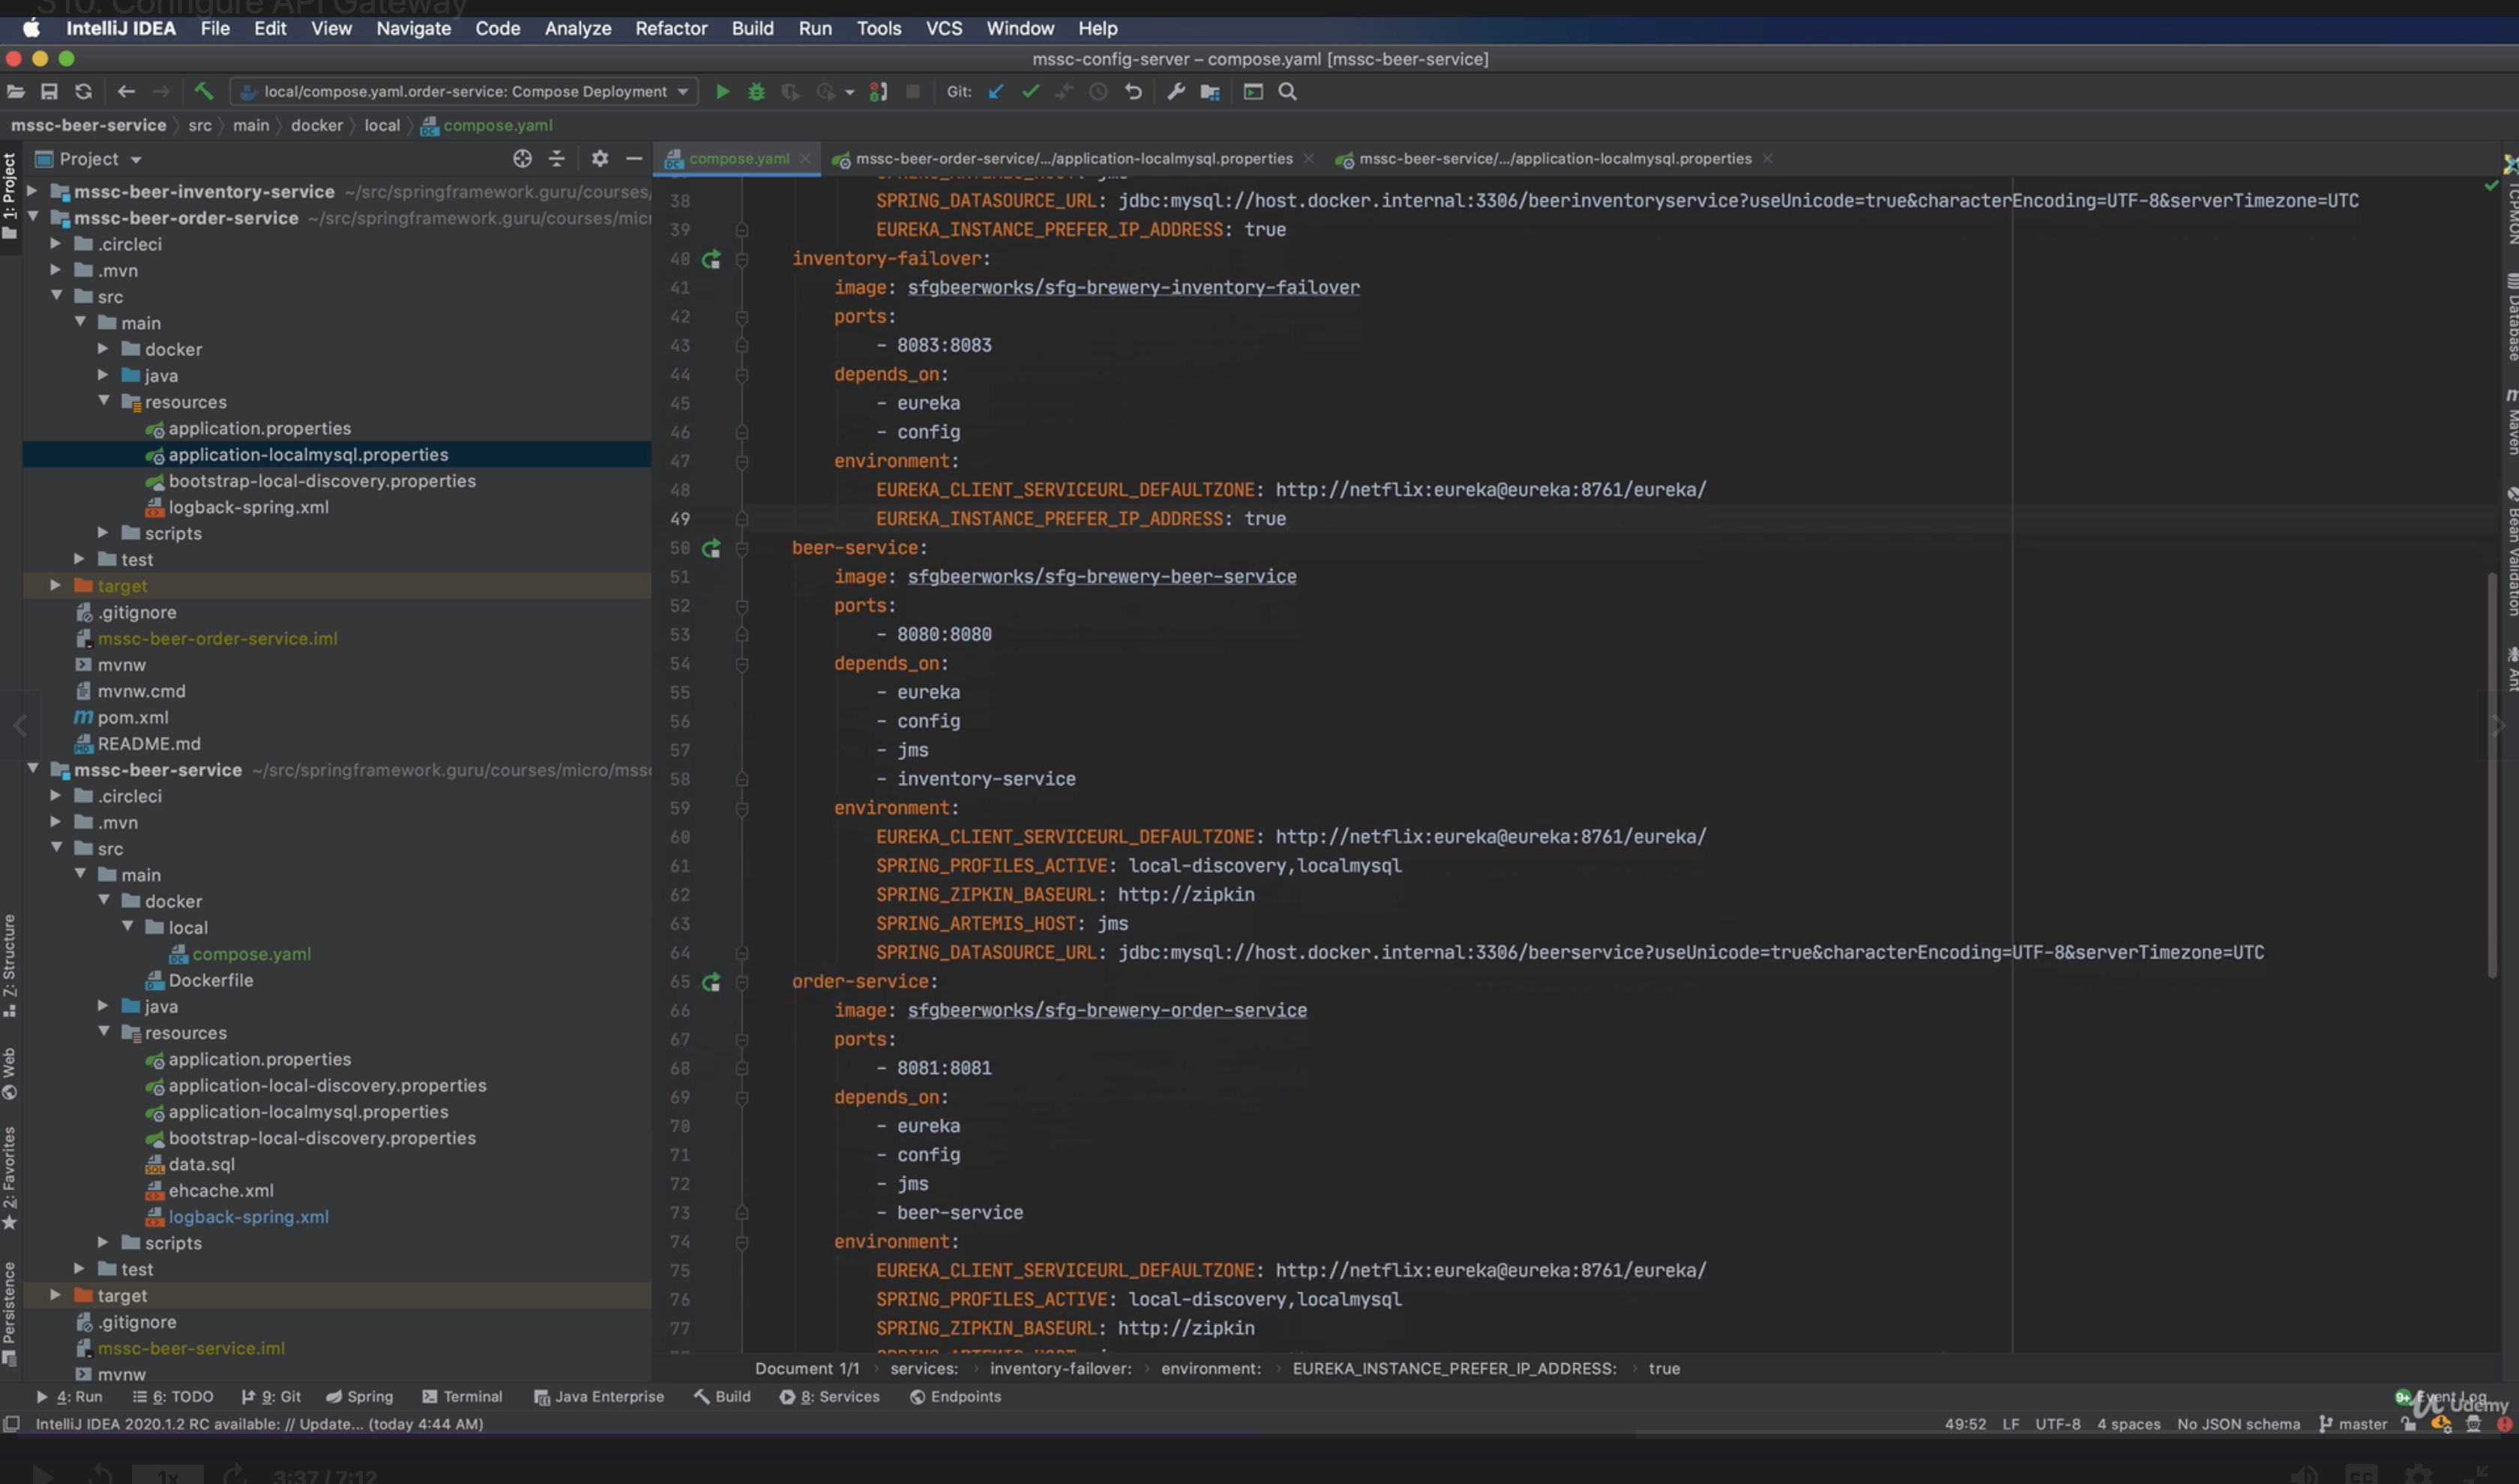 310. Configure API Gateway
IntelliJ IDEA File Edit View Navigate Code Analyze Refactor Build Run Tools VCS Window Help
mssc-config-server – compose.yaml [mssc-beer-service]
local/compose.yaml.order-service: Compose Deployment Git:
mssc-beer-service src main docker local compose.yaml
Project
compose.yaml mssc-beer-order-service/.../application-localmysql.properties mssc-beer-service/.../application-localmysql.properties
1: Project
Z: Structure
Web
2: Favorites
Persistence
mssc-beer-inventory-service ~/src/springframework.guru/courses/
mssc-beer-order-service ~/src/springframework.guru/courses/micr
.circleci
.mvn
src
main
docker
java
resources
application.properties
application-localmysql.properties
bootstrap-local-discovery.properties
logback-spring.xml
scripts
test
target
.gitignore
mssc-beer-order-service.iml
mvnw
mvnw.cmd
pom.xml
README.md
mssc-beer-service ~/src/springframework.guru/courses/micro/mss
.circleci
.mvn
src
main
docker
local
compose.yaml
Dockerfile
java
resources
application.properties
application-local-discovery.properties
application-localmysql.properties
bootstrap-local-discovery.properties
data.sql
ehcache.xml
logback-spring.xml
scripts
test
target
.gitignore
mssc-beer-service.iml
mvnw
38 SPRING_DATASOURCE_URL: jdbc:mysql://host.docker.internal:3306/beerinventoryservice?useUnicode=true&characterEncoding=UTF-8&serverTimezone=UTC
39 EUREKA_INSTANCE_PREFER_IP_ADDRESS: true
40 inventory-failover:
41 image: sfgbeerworks/sfg-brewery-inventory-failover
42 ports:
43 - 8083:8083
44 depends_on:
45 - eureka
46 - config
47 environment:
48 EUREKA_CLIENT_SERVICEURL_DEFAULTZONE: http://netflix:eureka@eureka:8761/eureka/
49 EUREKA_INSTANCE_PREFER_IP_ADDRESS: true
50 beer-service:
51 image: sfgbeerworks/sfg-brewery-beer-service
52 ports:
53 - 8080:8080
54 depends_on:
55 - eureka
56 - config
57 - jms
58 - inventory-service
59 environment:
60 EUREKA_CLIENT_SERVICEURL_DEFAULTZONE: http://netflix:eureka@eureka:8761/eureka/
61 SPRING_PROFILES_ACTIVE: local-discovery,localmysql
62 SPRING_ZIPKIN_BASEURL: http://zipkin
63 SPRING_ARTEMIS_HOST: jms
64 SPRING_DATASOURCE_URL: jdbc:mysql://host.docker.internal:3306/beerservice?useUnicode=true&characterEncoding=UTF-8&serverTimezone=UTC
65 order-service:
66 image: sfgbeerworks/sfg-brewery-order-service
67 ports:
68 - 8081:8081
69 depends_on:
70 - eureka
71 - config
72 - jms
73 - beer-service
74 environment:
75 EUREKA_CLIENT_SERVICEURL_DEFAULTZONE: http://netflix:eureka@eureka:8761/eureka/
76 SPRING_PROFILES_ACTIVE: local-discovery,localmysql
77 SPRING_ZIPKIN_BASEURL: http://zipkin
Database
Maven
Bean Validation
Ant
Document 1/1 services: inventory-failover: environment: EUREKA_INSTANCE_PREFER_IP_ADDRESS: true
4: Run 6: TODO 9: Git Spring Terminal Java Enterprise Build 8: Services Endpoints Event Log
Udemy
IntelliJ IDEA 2020.1.2 RC available: // Update... (today 4:44 AM) 49:52 LF UTF-8 4 spaces No JSON schema master
1x 3:37 / 7:12 CC